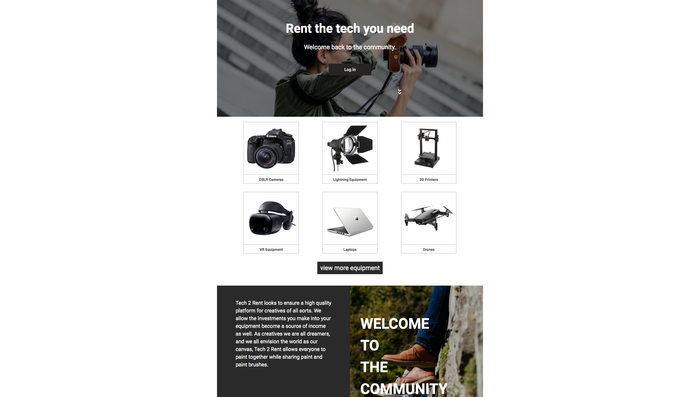 Rent the tech you need
Welcome back to the community.
Log in
DSLR Cameras
Lightning Equipment
3D Printers
VR Equipment
Laptops
Drones
view more equipment
Tech 2 Rent looks to ensure a high quality
platform for creatives of all sorts. We
allow the investments you make into your
equipment become a source of income
as well. As creatives we are all dreamers,
and we all envision the world as our
canvas, Tech 2 Rent allows everyone to
paint together while sharing paint and
paint brushes.
WELCOME
TO
THE
COMMUNITY